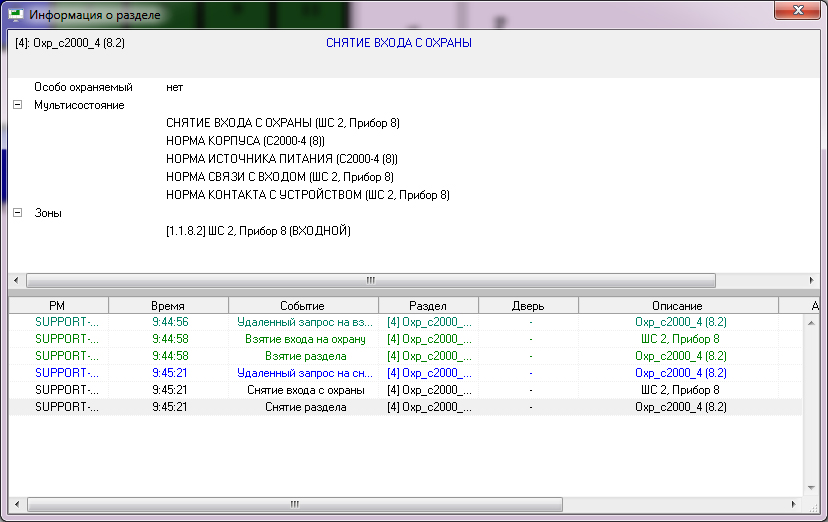 Информация о разделе
[4]: Охр_с2000_4 (8.2) СНЯТИЕ ВХОДА С ОХРАНЫ
Особо охраняемый нет
Мультисостояние
СНЯТИЕ ВХОДА С ОХРАНЫ (ШС 2, Прибор 8)
НОРМА КОРПУСА (С2000-4 (8))
НОРМА ИСТОЧНИКА ПИТАНИЯ (С2000-4 (8))
НОРМА СВЯЗИ С ВХОДОМ (ШС 2, Прибор 8)
НОРМА КОНТАКТА С УСТРОЙСТВОМ (ШС 2, Прибор 8)
Зоны
[1.1.8.2] ШС 2, Прибор 8 (ВХОДНОЙ)
РМ Время Событие Раздел Дверь Описание А
SUPPORT-... 9:44:56 Удаленный запрос на вз... [4] Охр_с2000_... - Охр_с2000_4 (8.2)
SUPPORT-... 9:44:58 Взятие входа на охрану [4] Охр_с2000_... - ШС 2, Прибор 8
SUPPORT-... 9:44:58 Взятие раздела [4] Охр_с2000_... - Охр_с2000_4 (8.2)
SUPPORT-... 9:45:21 Удаленный запрос на сн... [4] Охр_с2000_... - Охр_с2000_4 (8.2)
SUPPORT-... 9:45:21 Снятие входа с охраны [4] Охр_с2000_... - ШС 2, Прибор 8
SUPPORT-... 9:45:21 Снятие раздела [4] Охр_с2000_... - Охр_с2000_4 (8.2)